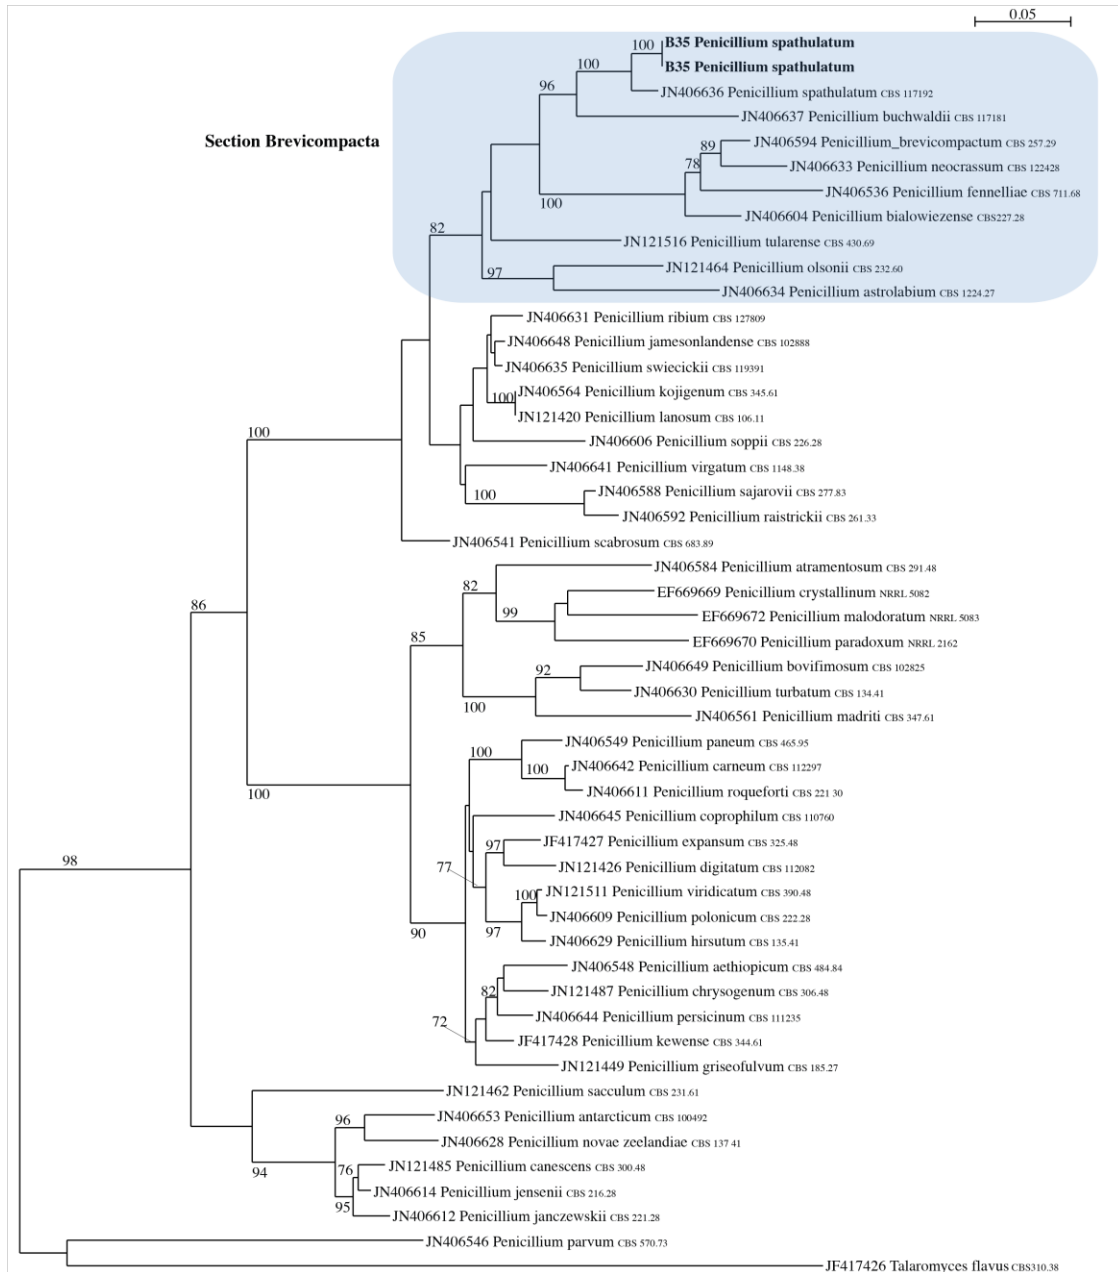 0.05
100 B35 Penicillium spathulatum
100 B35 Penicillium spathulatum
96 JN406636 Penicillium spathulatum CBS 117192
JN406637 Penicillium buchwaldii CBS 117181
Section Brevicompacta
89 JN406594 Penicillium_brevicompactum CBS 257.29
78 JN406633 Penicillium neocrassum CBS 122428
JN406536 Penicillium fennelliae CBS 711.68
100 JN406604 Penicillium bialowiezense CBS227.28
82 JN121516 Penicillium tularense CBS 430.69
97 JN121464 Penicillium olsonii CBS 232.60
JN406634 Penicillium astrolabium CBS 1224.27
JN406631 Penicillium ribium CBS 127809
JN406648 Penicillium jamesonlandense CBS 102888
JN406635 Penicillium swiecickii CBS 119391
100 JN406564 Penicillium kojigenum CBS 345.61
JN121420 Penicillium lanosum CBS 106.11
100 JN406606 Penicillium soppii CBS 226.28
JN406641 Penicillium virgatum CBS 1148.38
100 JN406588 Penicillium sajarovii CBS 277.83
JN406592 Penicillium raistrickii CBS 261.33
JN406541 Penicillium scabrosum CBS 683.89
82 JN406584 Penicillium atramentosum CBS 291.48
EF669669 Penicillium crystallinum NRRL 5082
86 99 EF669672 Penicillium malodoratum NRRL 5083
85 EF669670 Penicillium paradoxum NRRL 2162
92 JN406649 Penicillium bovifimosum CBS 102825
JN406630 Penicillium turbatum CBS 134.41
100 JN406561 Penicillium madriti CBS 347.61
100 JN406549 Penicillium paneum CBS 465.95
100 JN406642 Penicillium carneum CBS 112297
100 JN406611 Penicillium roqueforti CBS 221 30
JN406645 Penicillium coprophilum CBS 110760
97 JF417427 Penicillium expansum CBS 325.48
98 77 JN121426 Penicillium digitatum CBS 112082
100 JN121511 Penicillium viridicatum CBS 390.48
JN406609 Penicillium polonicum CBS 222.28
90 97 JN406629 Penicillium hirsutum CBS 135.41
JN406548 Penicillium aethiopicum CBS 484.84
82 JN121487 Penicillium chrysogenum CBS 306.48
72 JN406644 Penicillium persicinum CBS 111235
JF417428 Penicillium kewense CBS 344.61
JN121449 Penicillium griseofulvum CBS 185.27
JN121462 Penicillium sacculum CBS 231.61
96 JN406653 Penicillium antarcticum CBS 100492
JN406628 Penicillium novae zeelandiae CBS 137 41
94 76 JN121485 Penicillium canescens CBS 300.48
JN406614 Penicillium jensenii CBS 216.28
95 JN406612 Penicillium janczewskii CBS 221.28
JN406546 Penicillium parvum CBS 570.73
JF417426 Talaromyces flavus CBS310.38